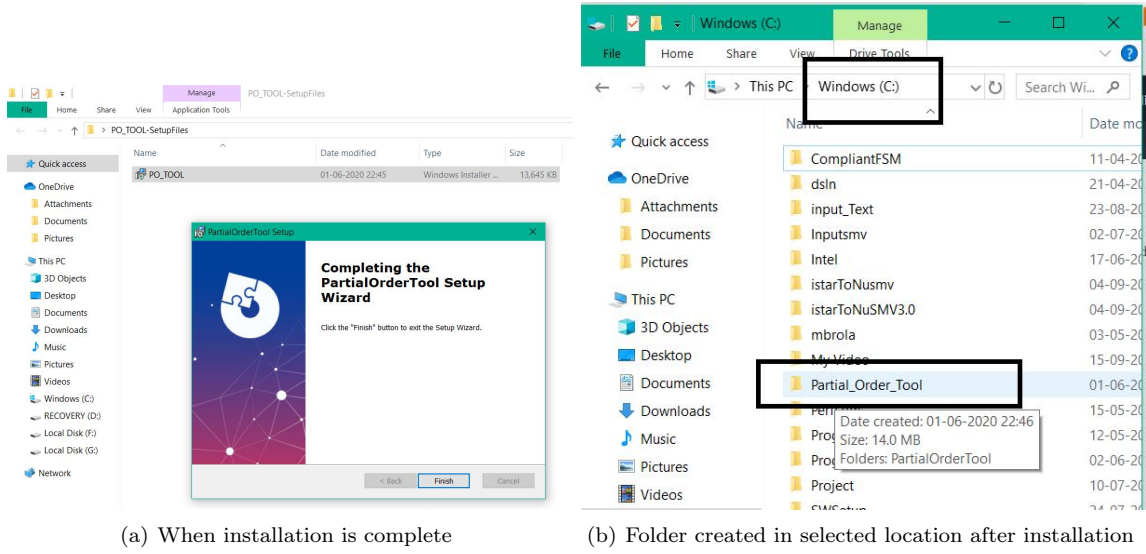 Manage
PO_TOOL-SetupFiles
File
Home
Share
View
Application Tools
PO_TOOL-SetupFiles
Name
Date modified
Type
Size
Quick access
PO_TOOL
01-06-2020 22:45
Windows Installer ...
13,645 KB
OneDrive
Attachments
Documents
Pictures
This PC
3D Objects
Desktop
Documents
Downloads
Music
Pictures
Videos
Windows (C:)
RECOVERY (D:)
Local Disk (F:)
Local Disk (G:)
Network
PartialOrderTool Setup
Completing the
PartialOrderTool Setup
Wizard
Click the "Finish" button to exit the Setup Wizard.
< Back
Finish
Cancel
(a) When installation is complete
Windows (C:)
Manage
File
Home
Share
View
Drive Tools
This PC
Windows (C:)
Search Wi...
Name
Date mo
Quick access
OneDrive
Attachments
Documents
Pictures
This PC
3D Objects
Desktop
Documents
Downloads
Music
Pictures
Videos
CompliantFSM
11-04-20
dsln
21-04-20
input_Text
23-08-20
Inputsmv
02-07-20
Intel
17-06-20
istarToNusmv
04-09-20
istarToNuSMV3.0
04-09-20
mbrola
03-05-20
My Video
15-09-20
Partial_Order_Tool
01-06-20
15-05-20
12-05-20
02-06-20
Project
10-07-20
SWSetup
24-07-20
Date created: 01-06-2020 22:46
Size: 14.0 MB
Folders: PartialOrderTool
(b) Folder created in selected location after installation